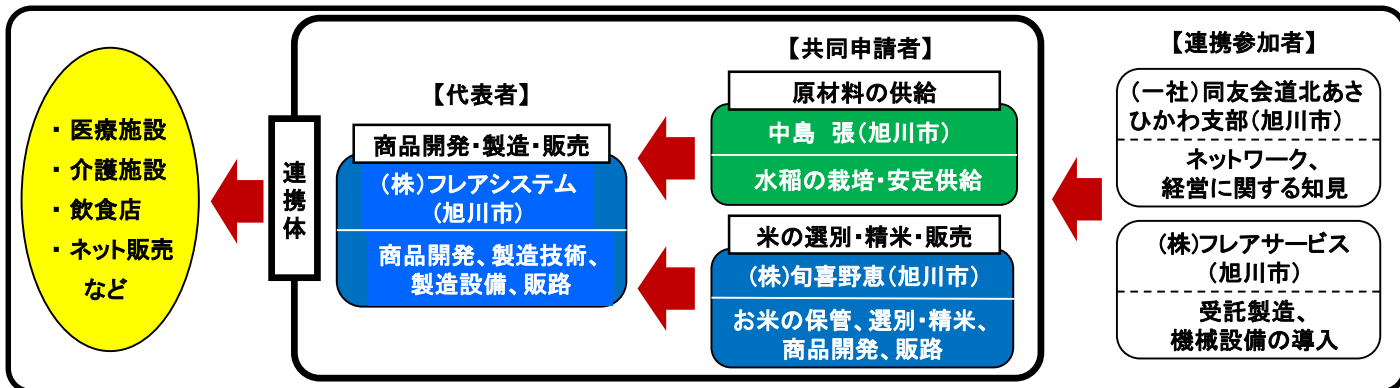 ・ 医療施設
・ 介護施設
・ 飲食店
・ ネット販売
など
連携体
【代表者】
商品開発・製造・販売
(株)フレアシステム
(旭川市)
商品開発、製造技術、
製造設備、販路
【共同申請者】
原材料の供給
中島 張(旭川市)
水稲の栽培・安定供給
米の選別・精米・販売
(株)旬喜野恵(旭川市)
お米の保管、選別・精米、
商品開発、販路
【連携参加者】
(一社)同友会道北あさ
ひかわ支部(旭川市)
ネットワーク、
経営に関する知見
(株)フレアサービス
(旭川市)
受託製造、
機械設備の導入